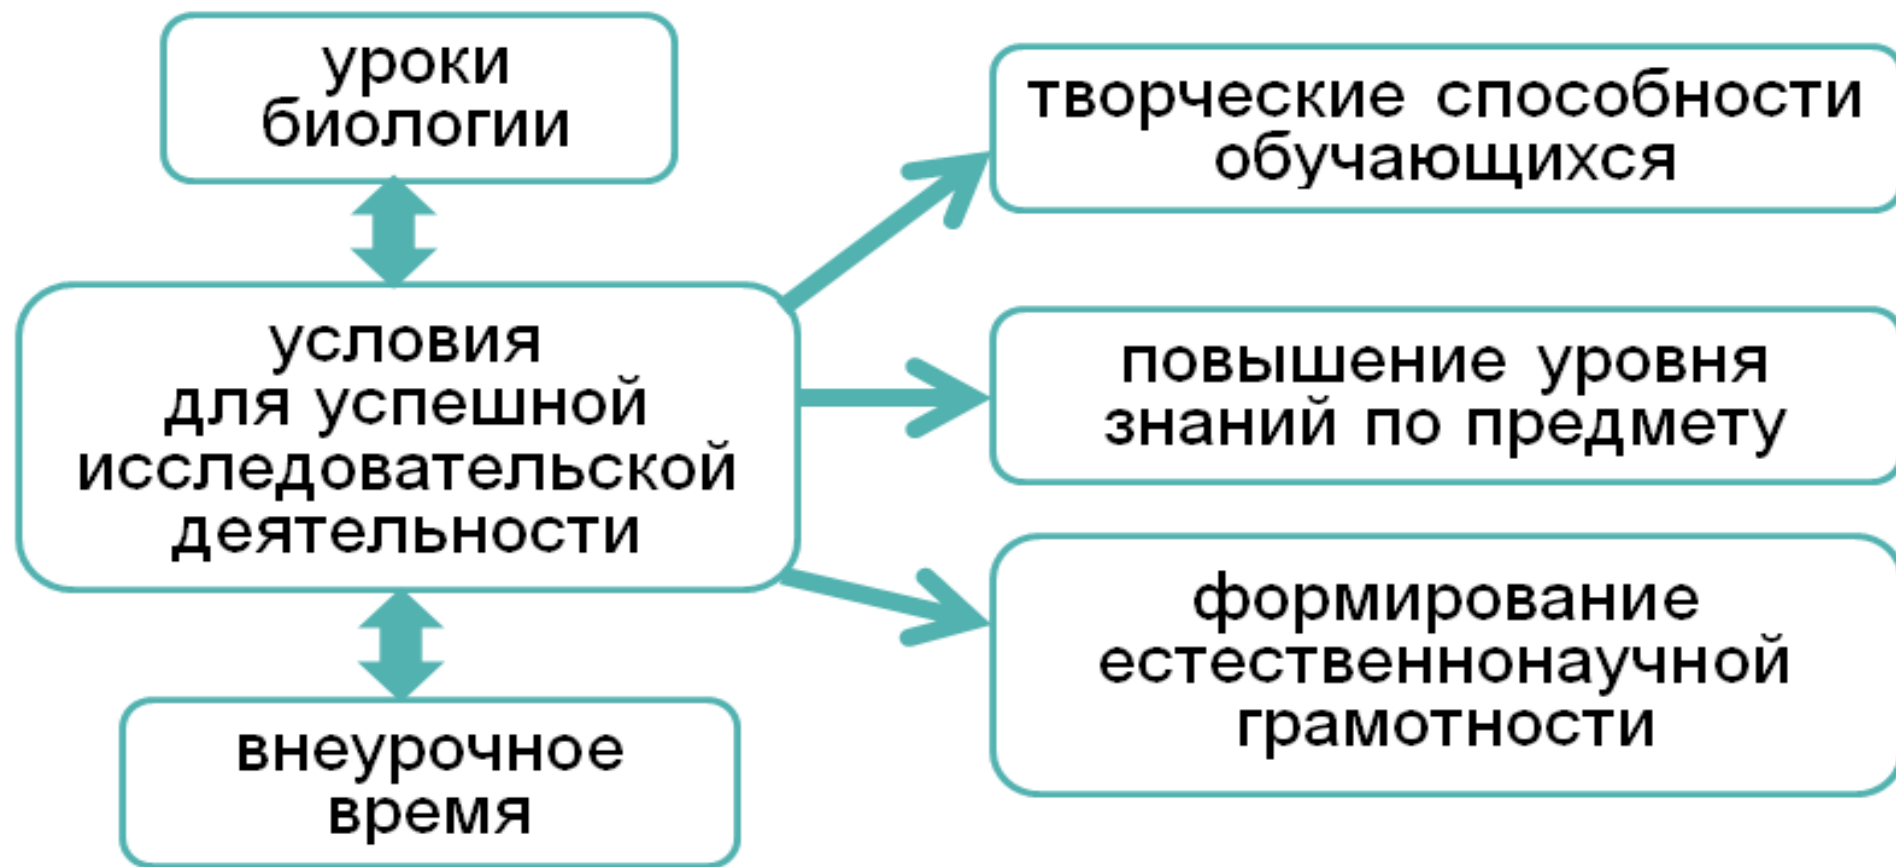 уроки
биологии
условия
для успешной
исследовательской
деятельности
внеурочное
время
творческие способности
обучающихся
повышение уровня
знаний по предмету
формирование
естественнонаучной
грамотности